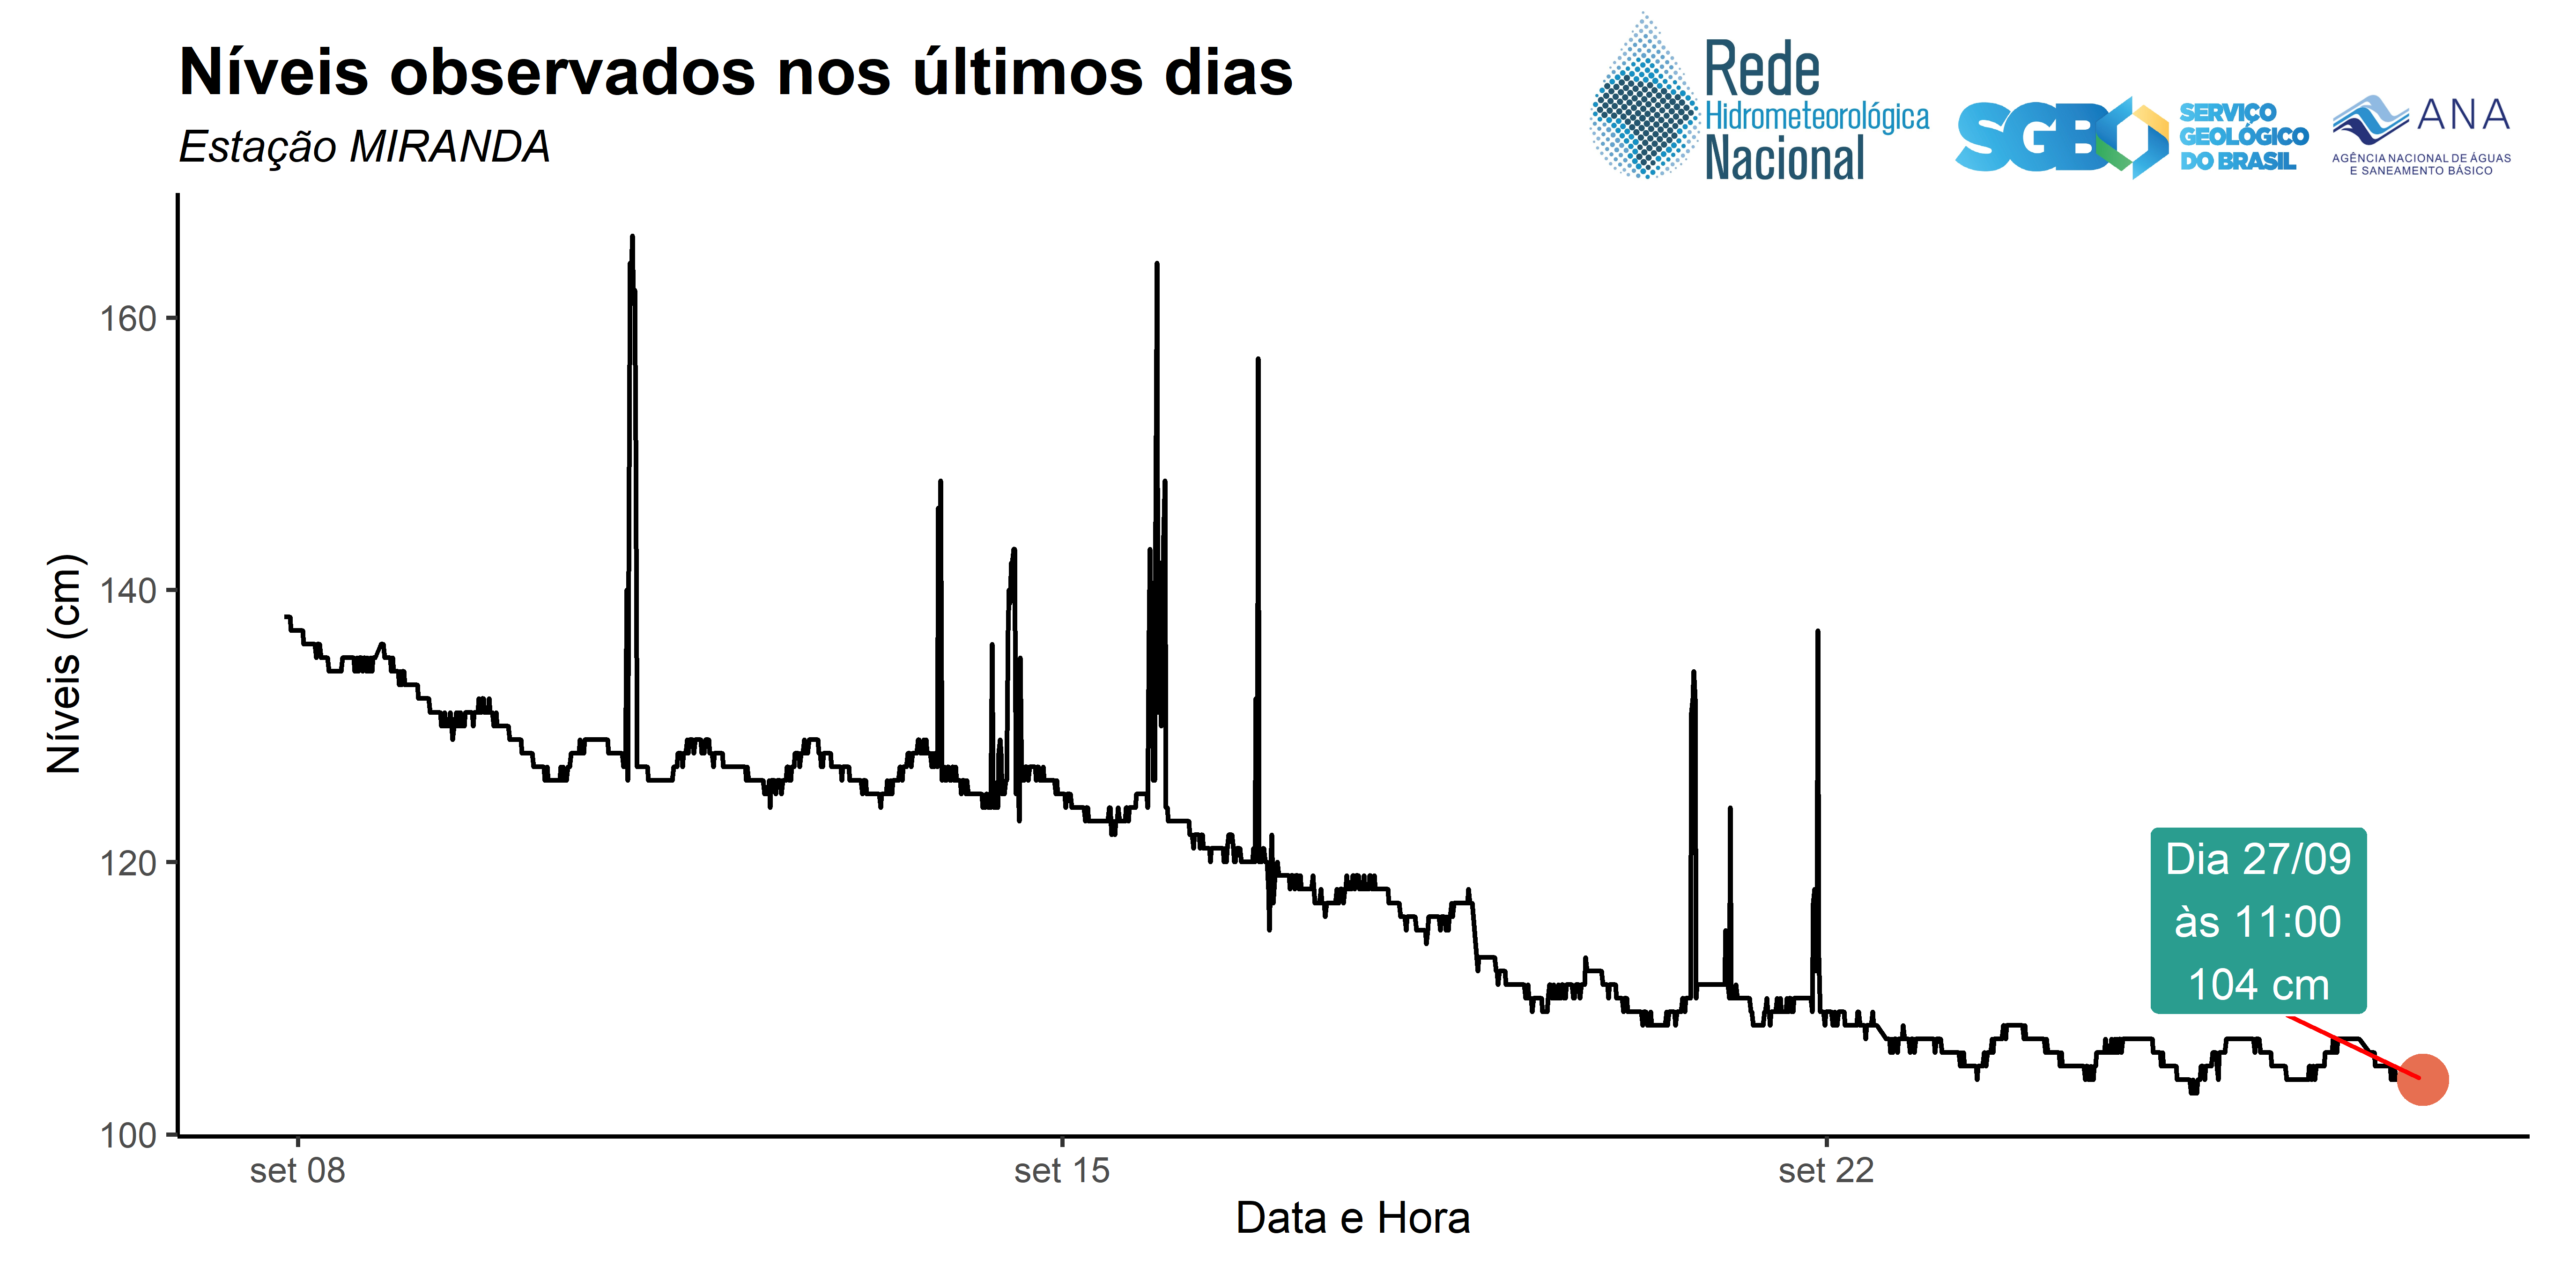 Níveis observados nos últimos dias
Estação MIRANDA
Rede
Hidrometeorológica
Nacional
SGB
SERVIÇO
GEOLÓGICO
DO BRASIL
ANA
AGÊNCIA NACIONAL DE ÁGUAS
E SANEAMENTO BÁSICO
Níveis (cm)
160
140
120
100
Dia 27/09
às 11:00
104 cm
set 08
set 15
set 22
Data e Hora